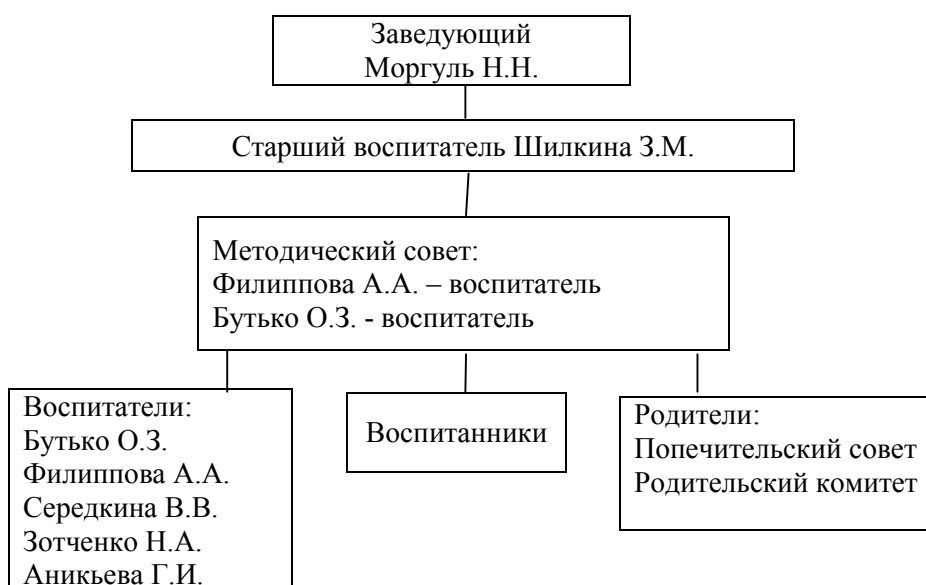 Заведующий
Моргуль Н.Н.
Старший воспитатель Шилкина З.М.
Методический совет:
Филиппова А.А. – воспитатель
Бутько О.З. - воспитатель
Воспитатели:
Бутько О.З.
Филиппова А.А.
Середкина В.В.
Зотченко Н.А.
Аникьева Г.И.
Воспитанники
Родители:
Попечительский совет
Родительский комитет